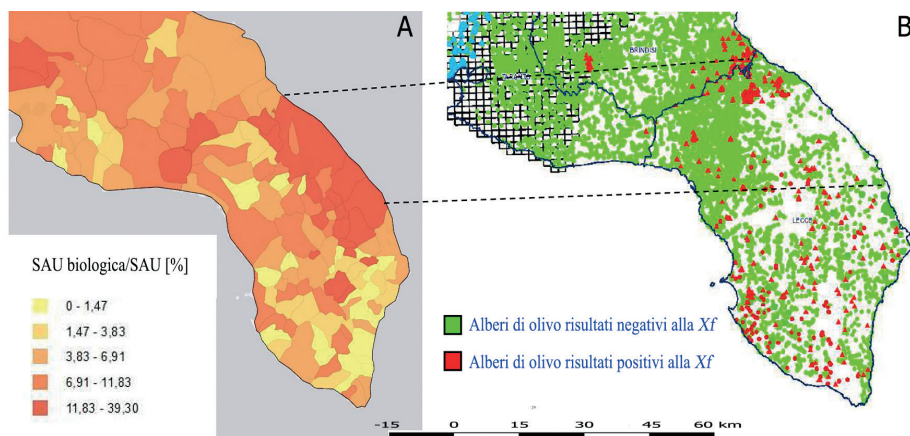 A
B
BRINDISI
LECCE
SAU biologica/SAU [%]
0 - 1,47
1,47 - 3,83
3,83 - 6,91
6,91 - 11,83
11,83 - 39,30
Alberi di olivo risultati negativi alla Xf
Alberi di olivo risultati positivi alla Xf
-15 0 15 30 45 60 km